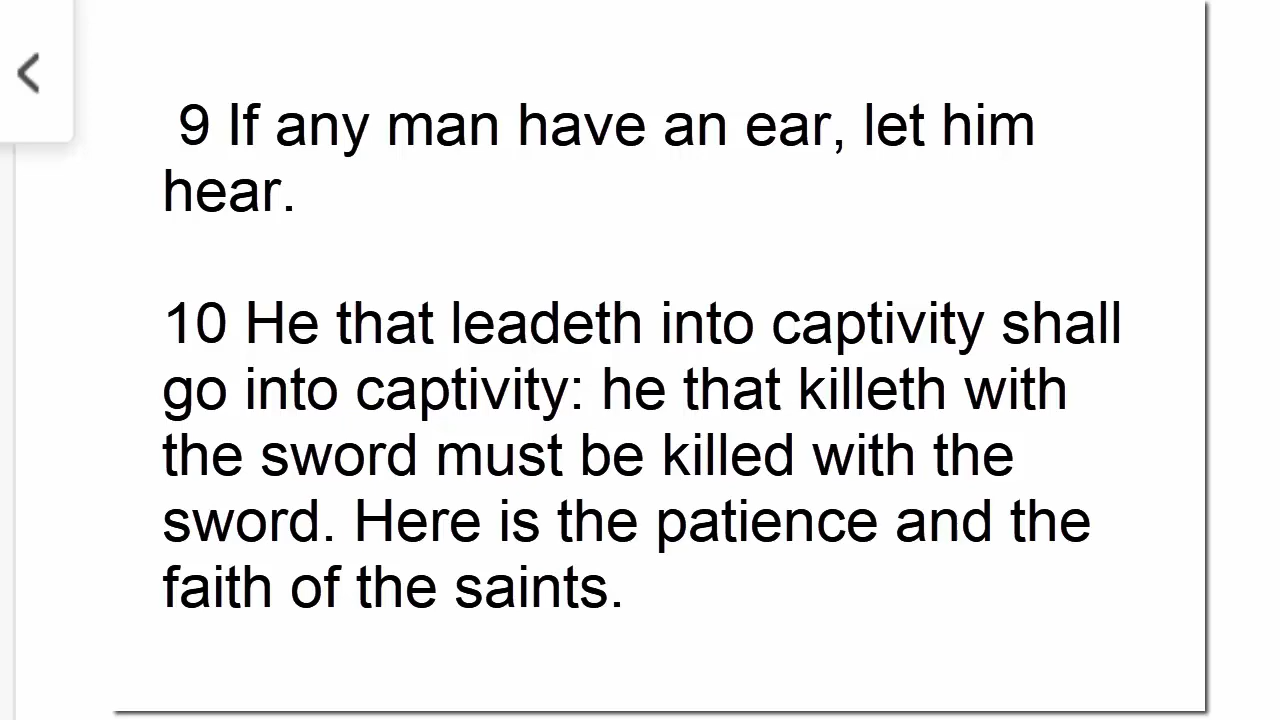 9 If any man have an ear, let him
hear.
10 He that leadeth into captivity shall
go into captivity: he that killeth with
the sword must be killed with the
sword. Here is the patience and the
faith of the saints.